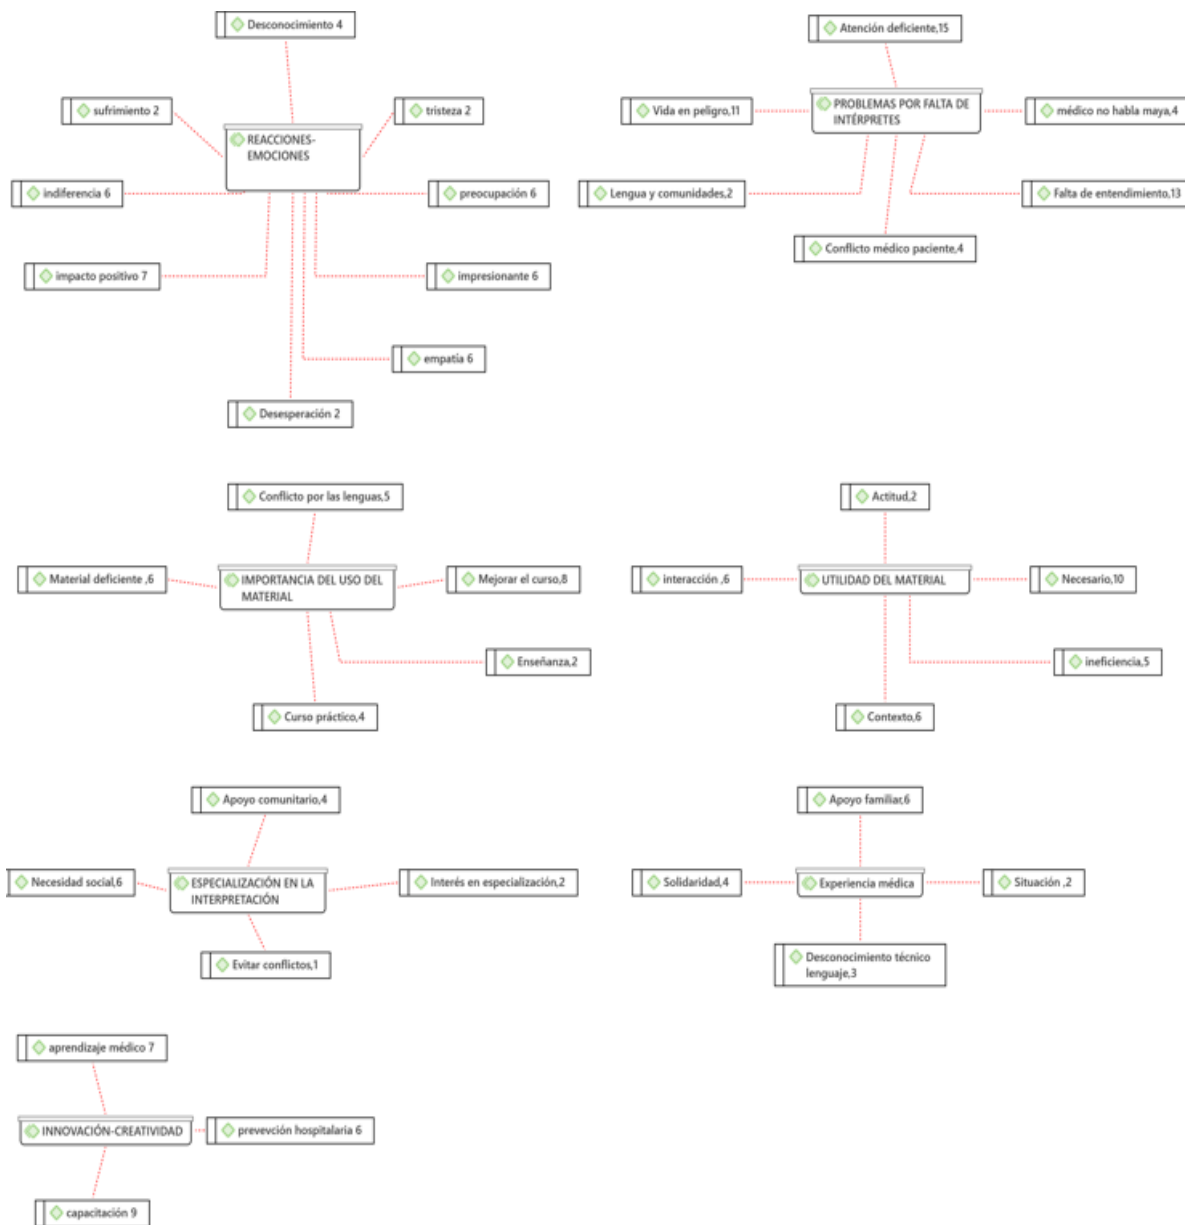 Desconocimiento 4
sufrimiento 2
tristeza 2
REACCIONES-
EMOCIONES
indiferencia 6
preocupación 6
impacto positivo 7
impresionante 6
empatía 6
Desesperación 2
Atención deficiente,15
Vida en peligro,11
PROBLEMAS POR FALTA DE
INTÉRPRETES
médico no habla maya,4
Lengua y comunidades,2
Falta de entendimiento,13
Conflicto médico paciente,4
Conflicto por las lenguas,5
Material deficiente ,6
IMPORTANCIA DEL USO DEL
MATERIAL
Mejorar el curso,8
Enseñanza,2
Curso práctico,4
Actitud,2
interacción ,6
UTILIDAD DEL MATERIAL
Necesario,10
ineficiencia,5
Contexto,6
Apoyo comunitario,4
Necesidad social,6
ESPECIALIZACIÓN EN LA
INTERPRETACIÓN
Interés en especialización,2
Evitar conflictos,1
Apoyo familiar,6
Solidaridad,4
Experiencia médica
Situación ,2
Desconocimiento técnico
lenguaje,3
aprendizaje médico 7
INNOVACIÓN-CREATIVIDAD
prevevción hospitalaria 6
capacitación 9